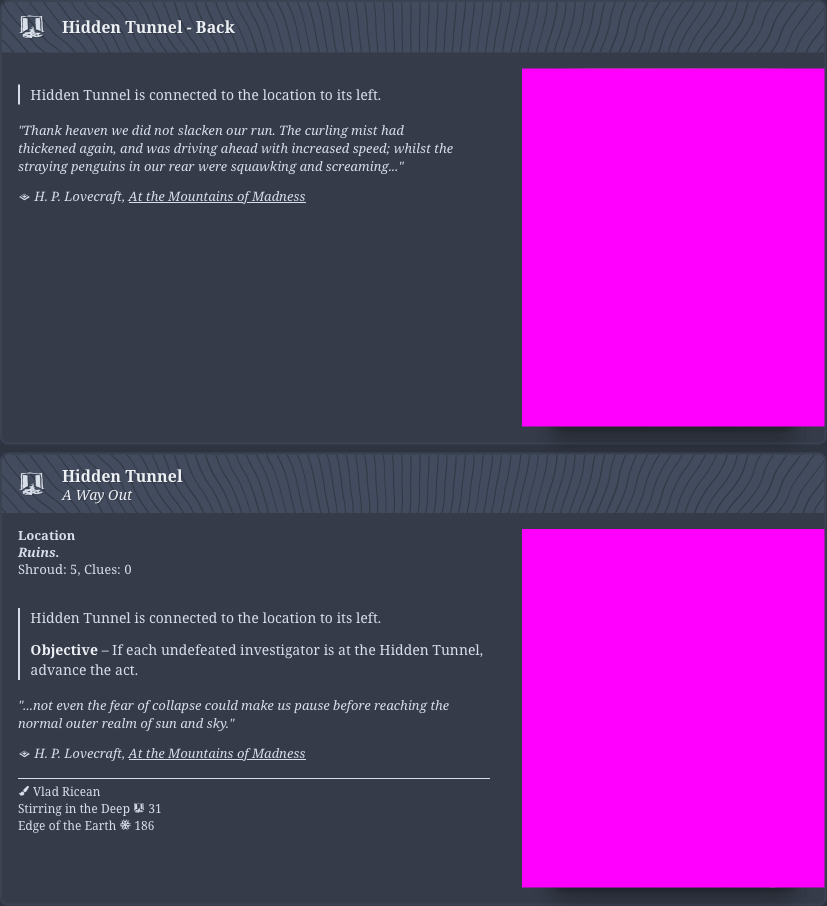 Hidden Tunnel - Back
Hidden Tunnel is connected to the location to its left.
"Thank heaven we did not slacken our run. The curling mist had
thickened again, and was driving ahead with increased speed; whilst the
straying penguins in our rear were squawking and screaming..."
H. P. Lovecraft, At the Mountains of Madness
Hidden Tunnel
A Way Out
Location
Ruins.
Shroud: 5, Clues: 0
Hidden Tunnel is connected to the location to its left.
Objective – If each undefeated investigator is at the Hidden Tunnel,
advance the act.
"...not even the fear of collapse could make us pause before reaching the
normal outer realm of sun and sky."
H. P. Lovecraft, At the Mountains of Madness
Vlad Ricean
Stirring in the Deep 31
Edge of the Earth 186